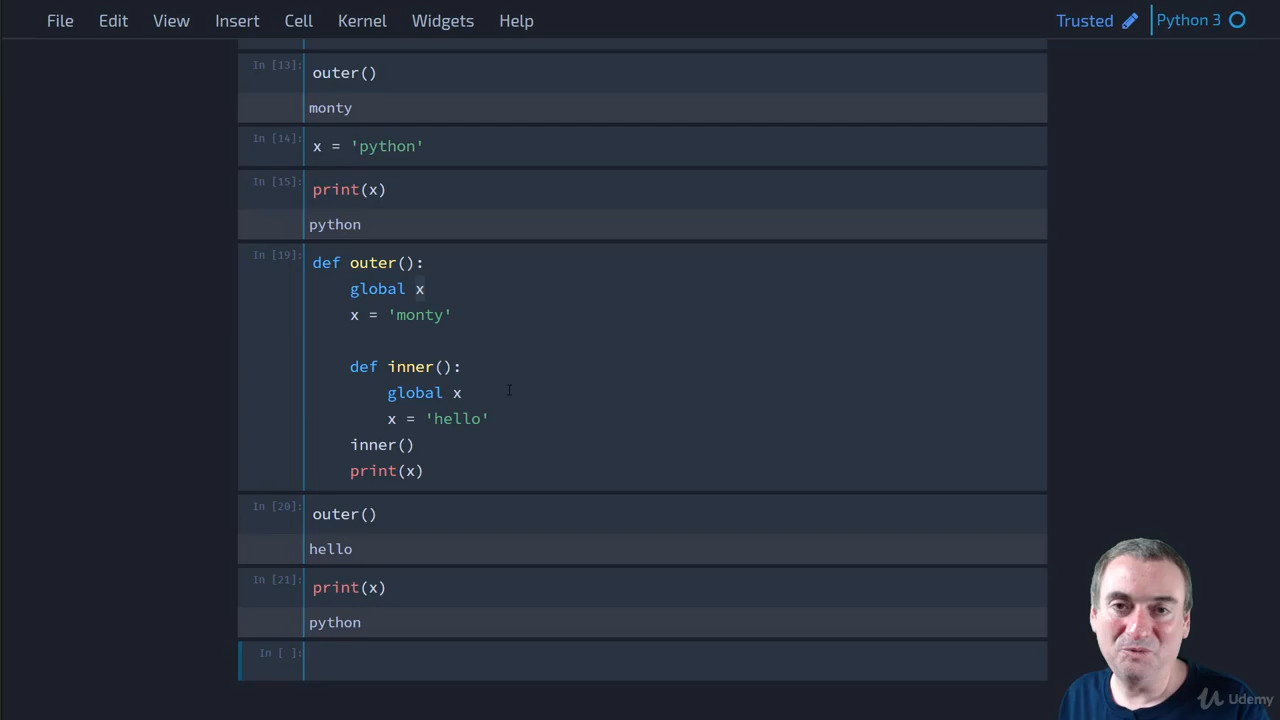 File Edit View Insert Cell Kernel Widgets Help Trusted Python 3
In [13]: outer()
monty
In [14]: x = 'python'
In [15]: print(x)
python
In [19]: def outer():
    global x
    x = 'monty'
    def inner():
        global x
        x = 'hello'
    inner()
    print(x)
In [20]: outer()
hello
In [21]: print(x)
python
In [ ]:
Udemy